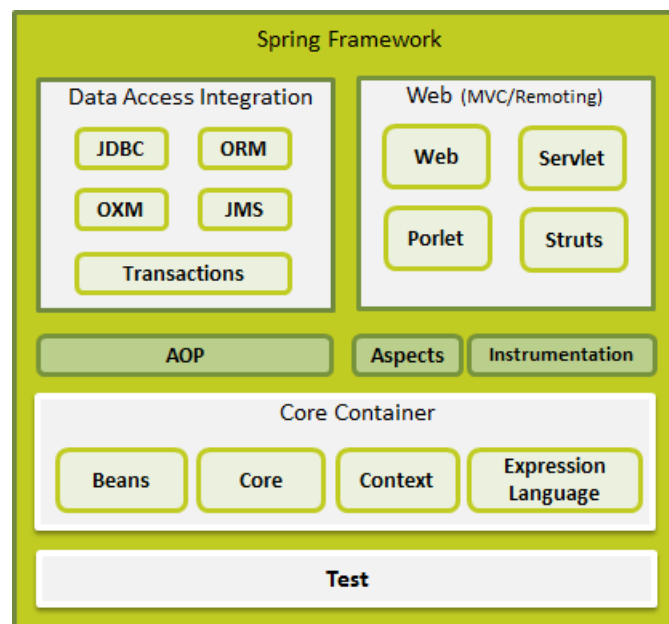 Spring Framework
Data Access Integration
JDBC
ORM
OXM
JMS
Transactions
Web (MVC/Remoting)
Web
Servlet
Porlet
Struts
AOP
Aspects
Instrumentation
Core Container
Beans
Core
Context
Expression
Language
Test